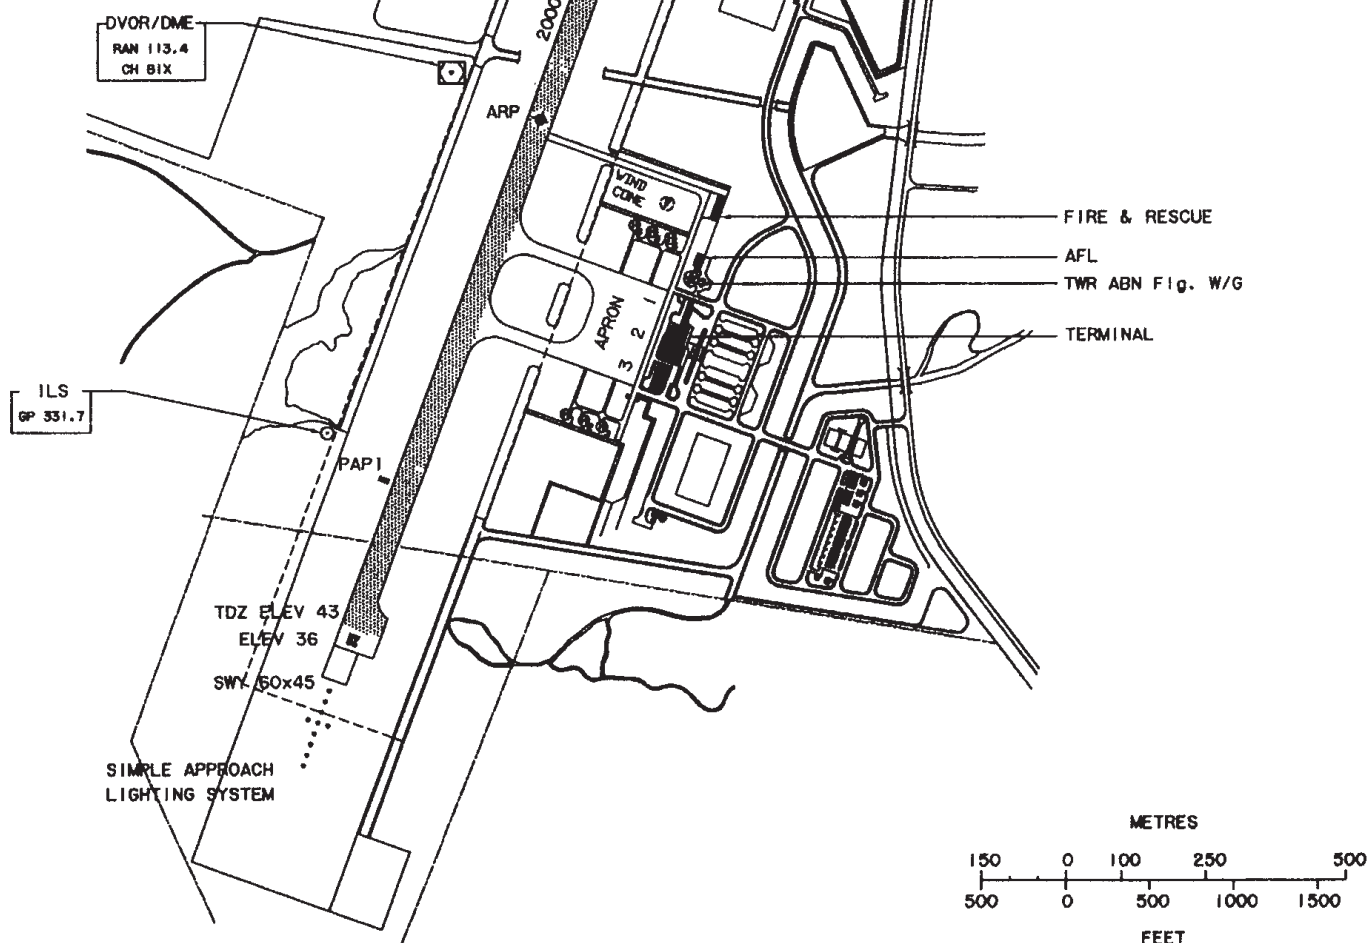 DVOR/DME
RAN 113.4
CH 81X
2000
ARP
WIND
CONE
FIRE & RESCUE
AFL
TWR ABN Flg. W/G
TERMINAL
APRON
1
2
3
ILS
GP 331.7
PAPI
TDZ ELEV 43
ELEV 36
SWY 60x45
SIMPLE APPROACH
LIGHTING SYSTEM
METRES
150 0 100 250 500
500 0 500 1000 1500
FEET